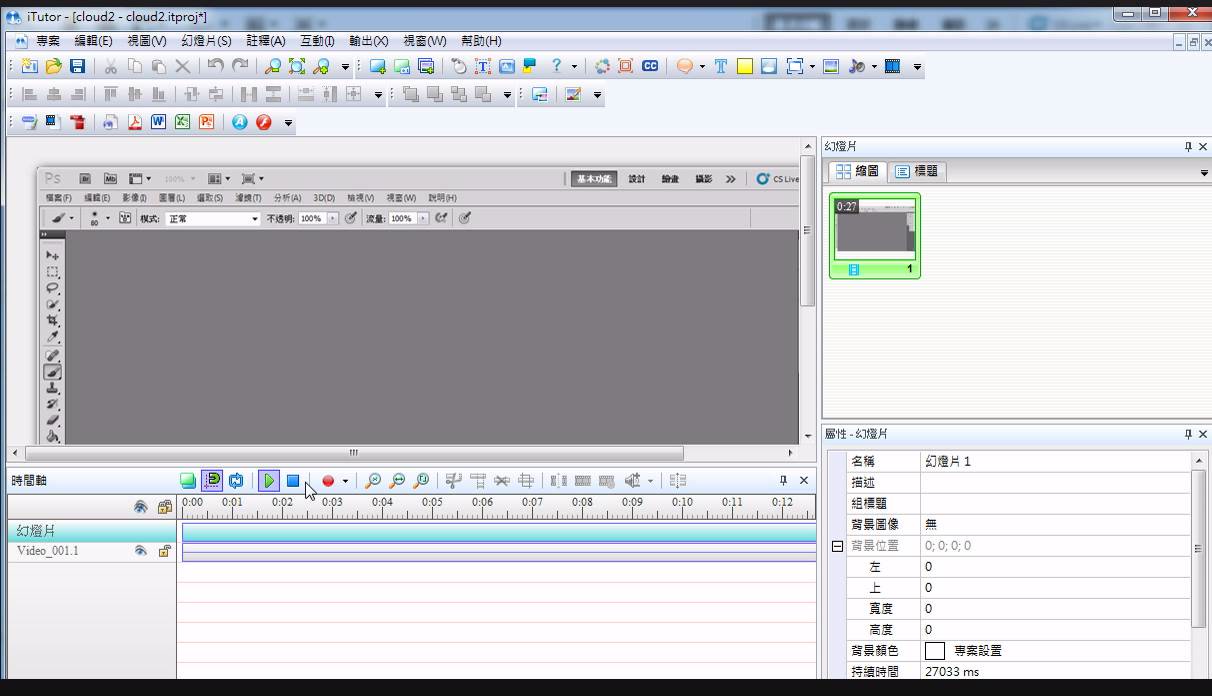 iTutor - [cloud2 - cloud2.itproj*]
專案 編輯(E) 視圖(V) 幻燈片(S) 註釋(A) 互動(I) 輸出(X) 視窗(W) 幫助(H)
CC
Ps Br Mb 100% 基本功能 設計 繪畫 攝影 CS Live
檔案(F) 編輯(E) 影像(I) 圖層(L) 選取(S) 濾鏡(T) 分析(A) 3D(D) 檢視(V) 視窗(W) 說明(H)
80 模式: 正常 不透明: 100% 流量: 100%
幻燈片
縮圖 標題
0:27
1
時間軸
0:00 0:01 0:02 0:03 0:04 0:05 0:06 0:07 0:08 0:09 0:10 0:11 0:12
幻燈片
Video_001.1
屬性 - 幻燈片
名稱 幻燈片 1
描述
組標題
背景圖像 無
背景位置 0; 0; 0; 0
左 0
上 0
寬度 0
高度 0
背景顏色 專案設置
持續時間 27033 ms